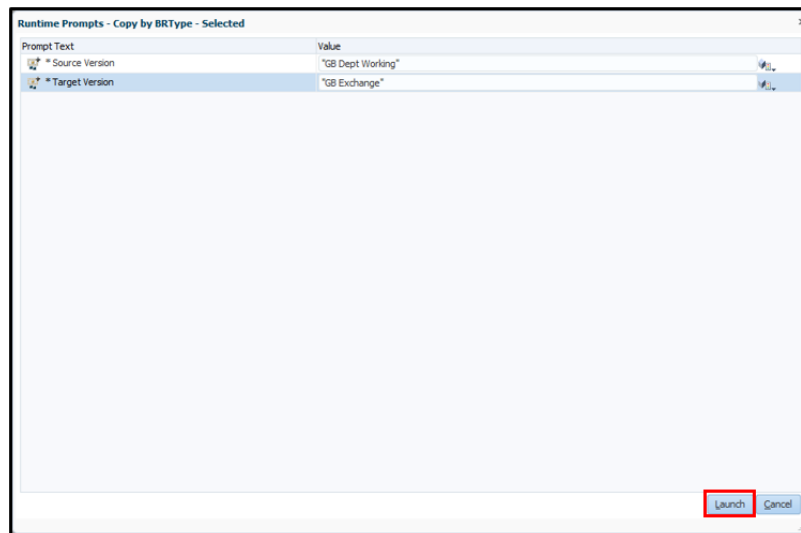 Runtime Prompts - Copy by BRType - Selected
Prompt Text Value
* Source Version "GB Dept Working"
* Target Version "GB Exchange"
Launch Cancel